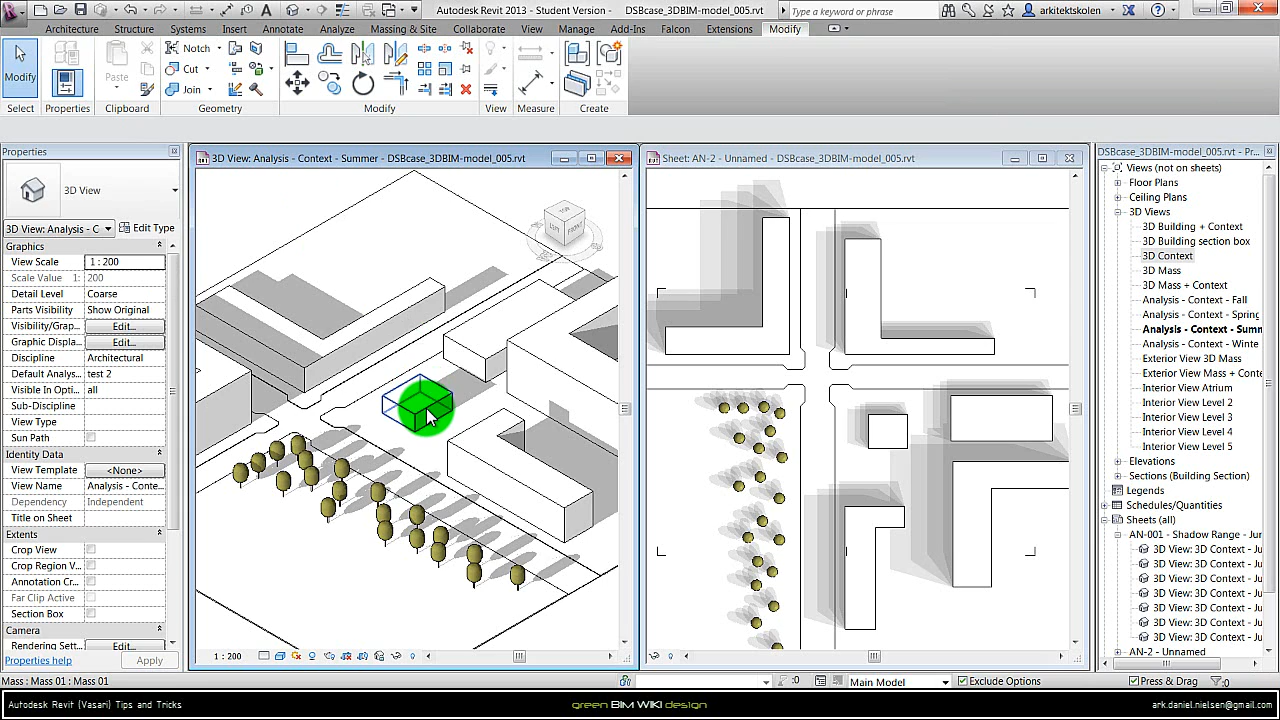 Autodesk Revit 2013 - Student Version - DSBcase_3DBIM-model_005.rvt
Type a keyword or phrase
arkitektskolen
Architecture Structure Systems Insert Annotate Analyze Massing & Site Collaborate View Manage Add-Ins Falcon Extensions Modify
Modify Paste Notch Cut Join
Select Properties Clipboard Geometry Modify View Measure Create
Properties
3D View
3D View: Analysis - C Edit Type
Graphics
View Scale 1 : 200
Scale Value 1: 200
Detail Level Coarse
Parts Visibility Show Original
Visibility/Grap... Edit...
Graphic Displa... Edit...
Discipline Architectural
Default Analys... test 2
Visible In Opti... all
Sub-Discipline
View Type
Sun Path
Identity Data
View Template <None>
View Name Analysis - Conte...
Dependency Independent
Title on Sheet
Extents
Crop View
Crop Region V...
Annotation Cr...
Far Clip Active
Section Box
Camera
Rendering Sett... Edit...
Properties help Apply
3D View: Analysis - Context - Summer - DSBcase_3DBIM-model_005.rvt
TOP
LEFT FRONT
1 : 200
Sheet: AN-2 - Unnamed - DSBcase_3DBIM-model_005.rvt
DSBcase_3DBIM-model_005.rvt - Pr...
Views (not on sheets)
Floor Plans
Ceiling Plans
3D Views
3D Building + Context
3D Building section box
3D Context
3D Mass
3D Mass + Context
Analysis - Context - Fall
Analysis - Context - Spring
Analysis - Context - Summ
Analysis - Context - Winte
Exterior View 3D Mass
Exterior View Mass + Conte
Interior View Atrium
Interior View Level 2
Interior View Level 3
Interior View Level 4
Interior View Level 5
Elevations
Sections (Building Section)
Legends
Schedules/Quantities
Sheets (all)
AN-001 - Shadow Range - Jur
3D View: 3D Context - Ju
3D View: 3D Context - Ju
3D View: 3D Context - Ju
3D View: 3D Context - Ju
3D View: 3D Context - Ju
3D View: 3D Context - Ju
3D View: 3D Context - Ju
AN-2 - Unnamed
Mass : Mass 01 : Mass 01
:0 Main Model Exclude Options Press & Drag :0
Autodesk Revit (Vasari) Tips and Tricks
green BIM WIKI design
ark.daniel.nielsen@gmail.com